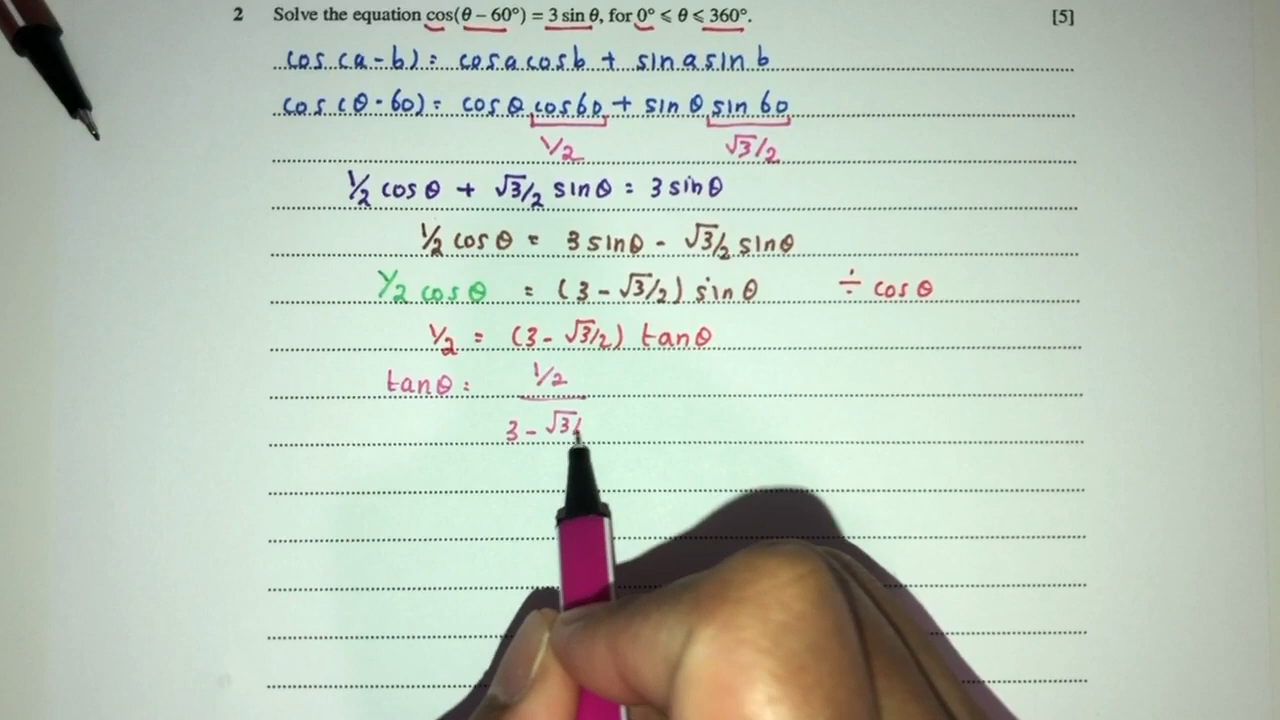 2 Solve the equation cos(θ − 60°) = 3 sin θ, for 0° ⩽ θ ⩽ 360°. [5]
cos (a - b) = cos a cos b + sin a sin b
cos (θ - 60) = cos θ cos 60 + sin θ sin 60
1/2 √3/2
1/2 cos θ + √3/2 sin θ = 3 sin θ
1/2 cos θ = 3 sin θ - √3/2 sin θ
1/2 cos θ = (3 - √3/2) sin θ ÷ cos θ
1/2 = (3 - √3/2) tan θ
tan θ = 1/2
3 - √3/